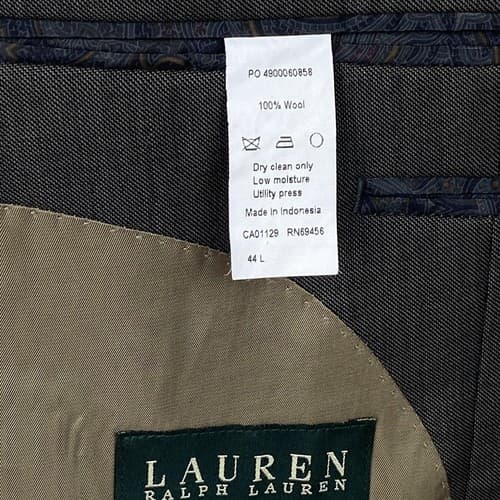 PO 4900060858
100% Wool
Dry clean only
Low moisture
Utility press
Made in Indonesia
CA01129 RN69456
44 L
LAUREN
RALPH LAUREN